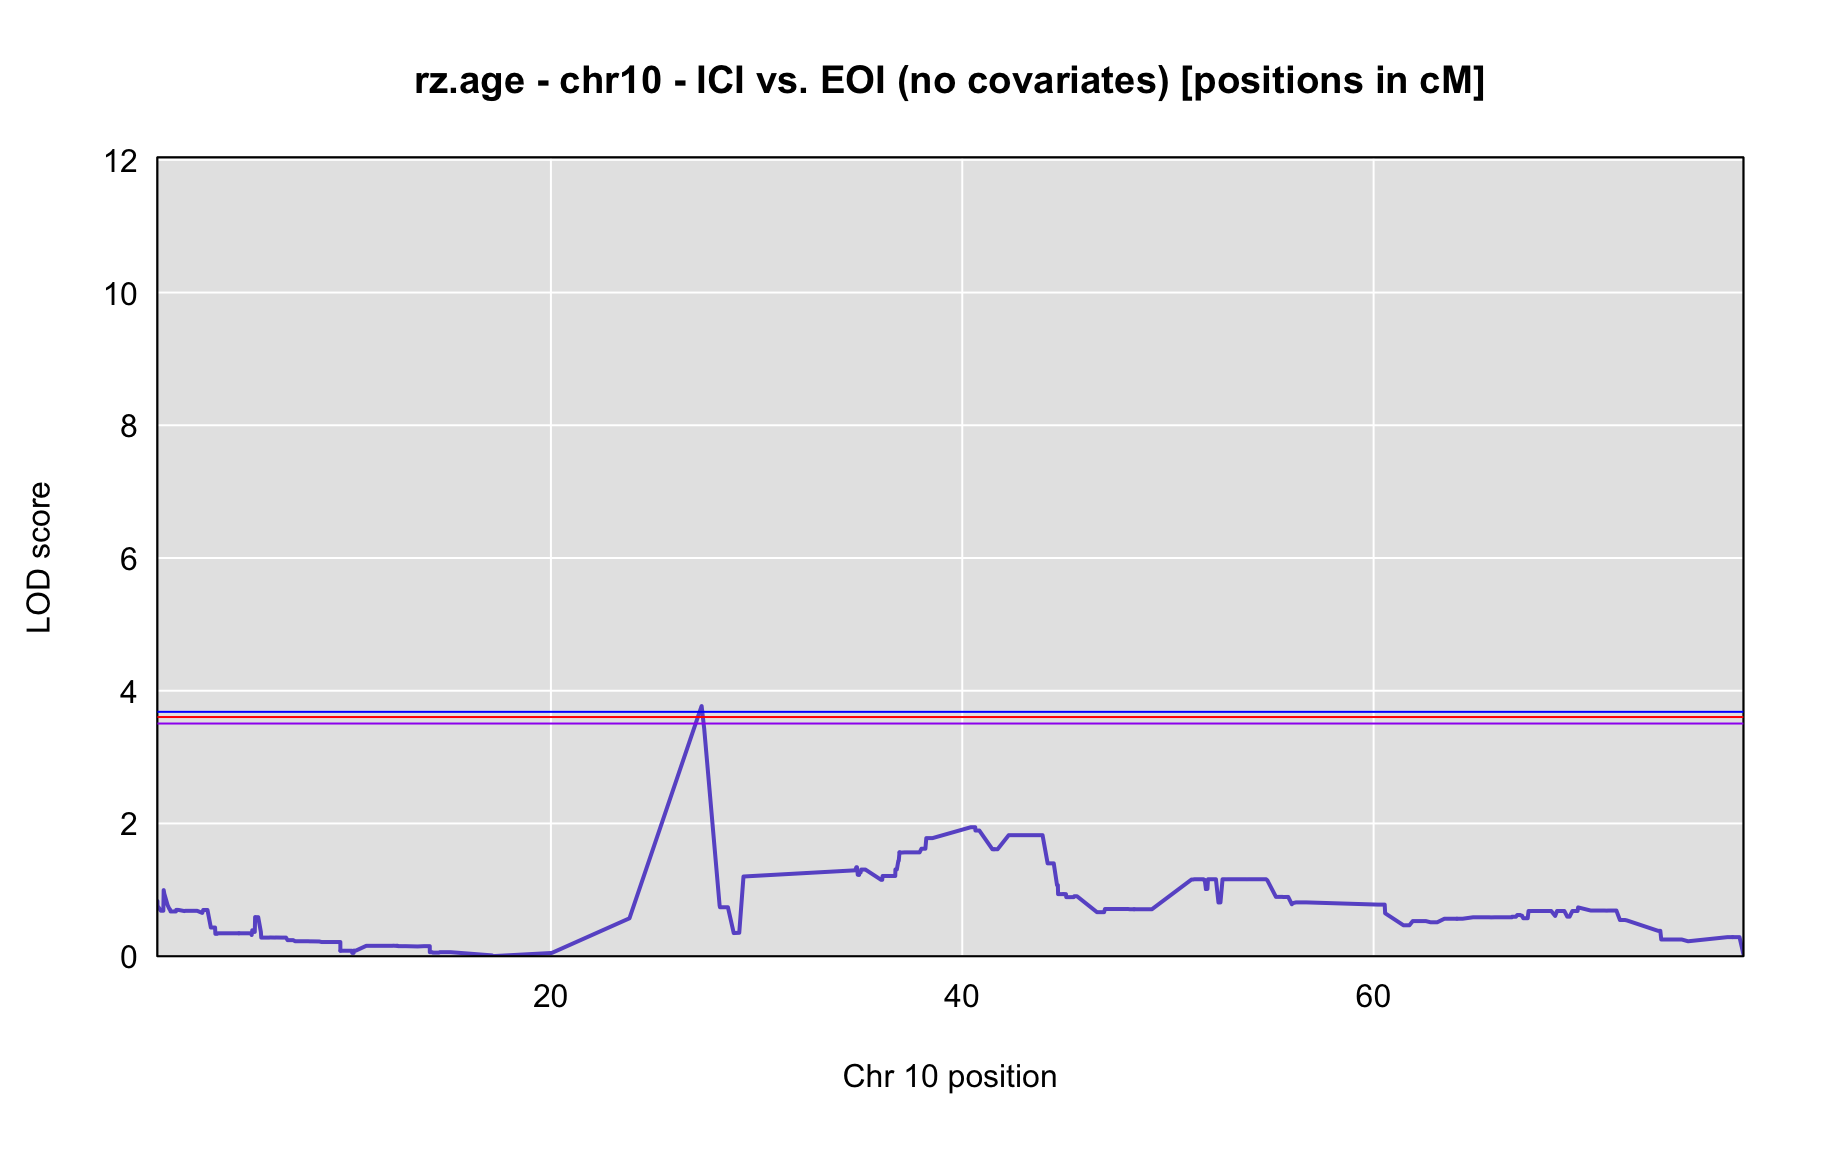 rz.age - chr10 - ICI vs. EOI (no covariates) [positions in cM]
12
10
8
6
4
2
0
LOD score
20 40 60
Chr 10 position